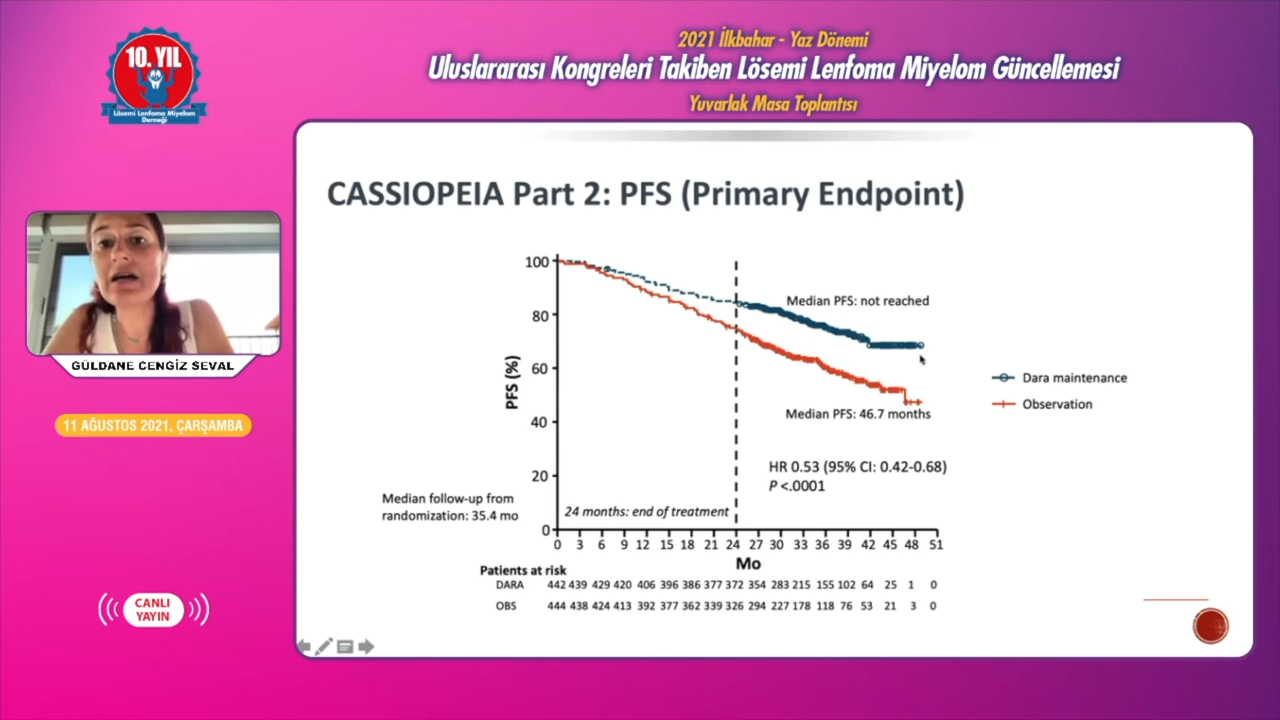 2021 İlkbahar - Yaz Dönemi
Uluslararası Kongreleri Takiben Lösemi Lenfoma Miyelom Güncellemesi
Yuvarlak Masa Toplantısı
10. YIL
Lösemi Lenfoma Miyelom
Derneği
CASSIOPEIA Part 2: PFS (Primary Endpoint)
100
80
60
40
20
0
PFS (%)
Median PFS: not reached
Median PFS: 46.7 months
Dara maintenance
Observation
HR 0.53 (95% CI: 0.42-0.68)
P <.0001
Median follow-up from
randomization: 35.4 mo
24 months: end of treatment
0 3 6 9 12 15 18 21 24 27 30 33 36 39 42 45 48 51
Mo
Patients at risk
DARA 442 439 429 420 406 396 386 377 372 354 283 215 155 102 64 25 1 0
OBS 444 438 424 413 392 377 362 339 326 294 227 178 118 76 53 21 3 0
GÜLDANE CENGİZ SEVAL
11 AĞUSTOS 2021, ÇARŞAMBA
CANLI
YAYIN